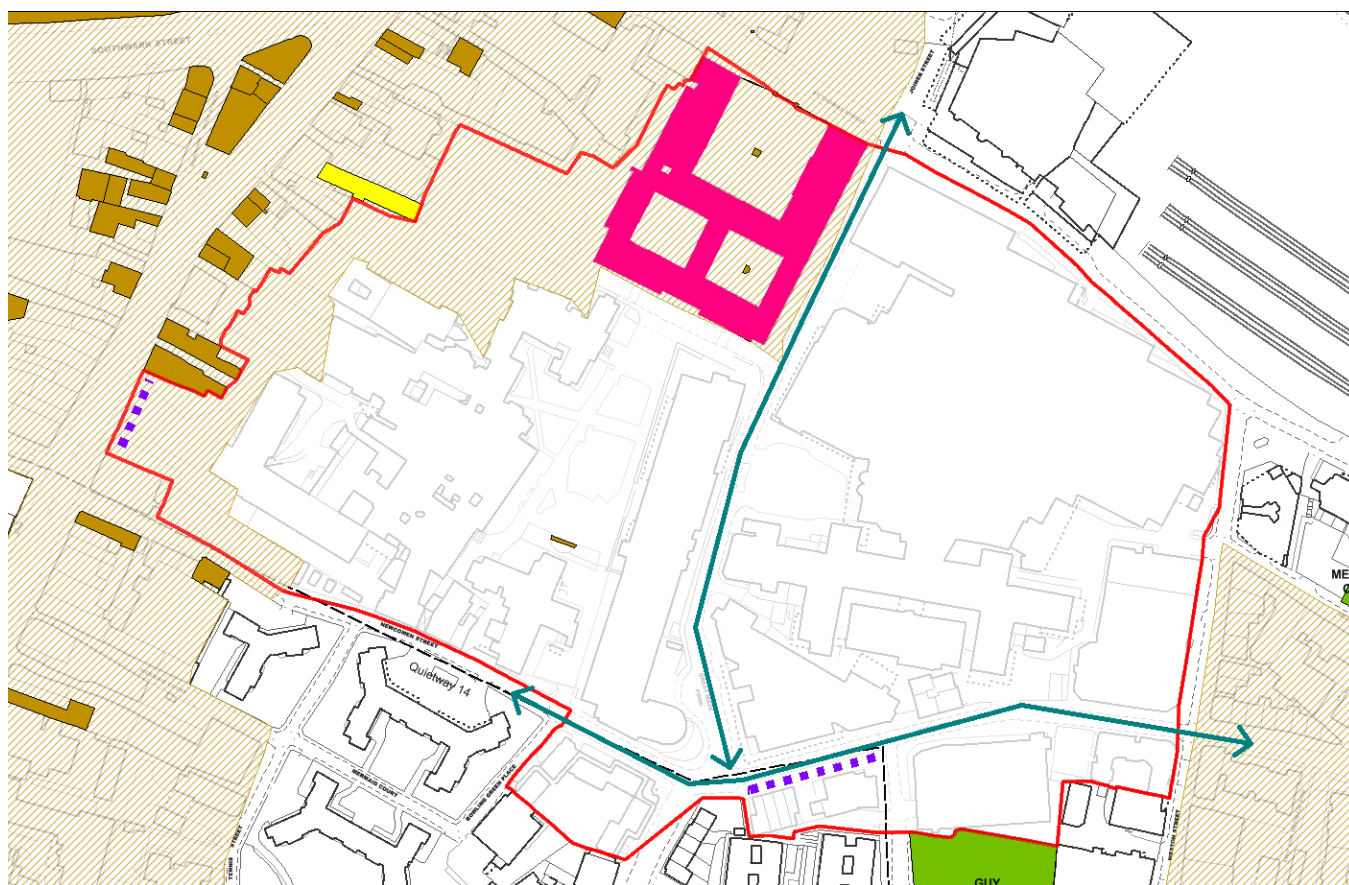 SOUTHWARK STREET
JOINER STREET
ME
NEWCOMEN STREET
Quietway 14
MERMAID COURT
BOWLING GREEN PLACE
TENNIS STREET
WESTON STREET
GUY